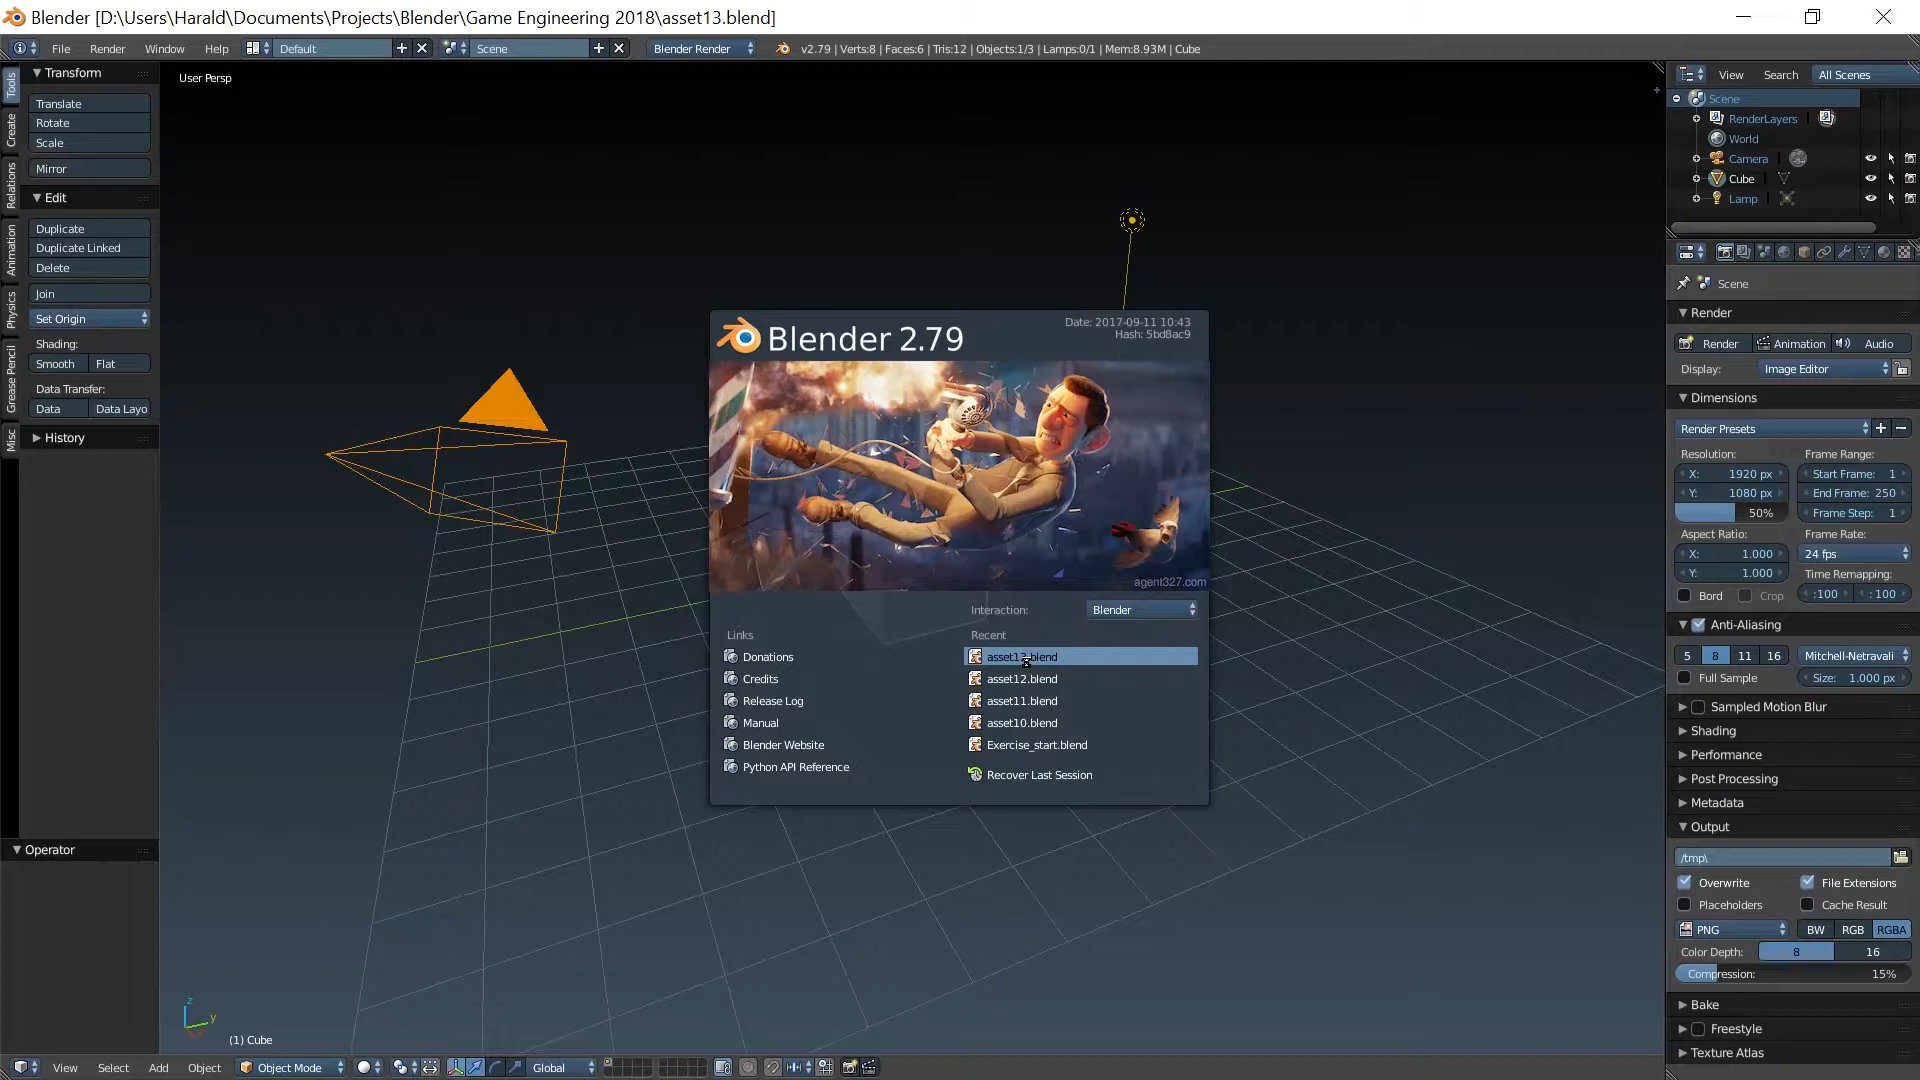 Blender [D:\Users\Harald\Documents\Projects\Blender\Game Engineering 2018\asset13.blend]
File Render Window Help Default Scene Blender Render v2.79 | Verts:8 | Faces:6 | Tris:12 | Objects:1/3 | Lamps:0/1 | Mem:8.93M | Cube
Tools
Create
Relations
Animation
Physics
Grease Pencil
Misc
Transform
Translate
Rotate
Scale
Mirror
Edit
Duplicate
Duplicate Linked
Delete
Join
Set Origin
Shading:
Smooth Flat
Data Transfer:
Data Data Layo
History
Operator
User Persp
Blender 2.79
Date: 2017-09-11 10:43
Hash: 5bd8ac9
agent327.com
Interaction: Blender
Links
Donations
Credits
Release Log
Manual
Blender Website
Python API Reference
Recent
asset13.blend
asset12.blend
asset11.blend
asset10.blend
Exercise_start.blend
Recover Last Session
z
y
(1) Cube
View Select Add Object Object Mode Global
View Search All Scenes
Scene
RenderLayers
World
Camera
Cube
Lamp
Scene
Render
Render Animation Audio
Display: Image Editor
Dimensions
Render Presets
Resolution: Frame Range:
X: 1920 px Start Frame: 1
Y: 1080 px End Frame: 250
50% Frame Step: 1
Aspect Ratio: Frame Rate:
X: 1.000 24 fps
Y: 1.000 Time Remapping:
Bord Crop :100 :100
Anti-Aliasing
5 8 11 16 Mitchell-Netravali
Full Sample Size: 1.000 px
Sampled Motion Blur
Shading
Performance
Post Processing
Metadata
Output
/tmp\
Overwrite File Extensions
Placeholders Cache Result
PNG BW RGB RGBA
Color Depth: 8 16
Compression: 15%
Bake
Freestyle
Texture Atlas